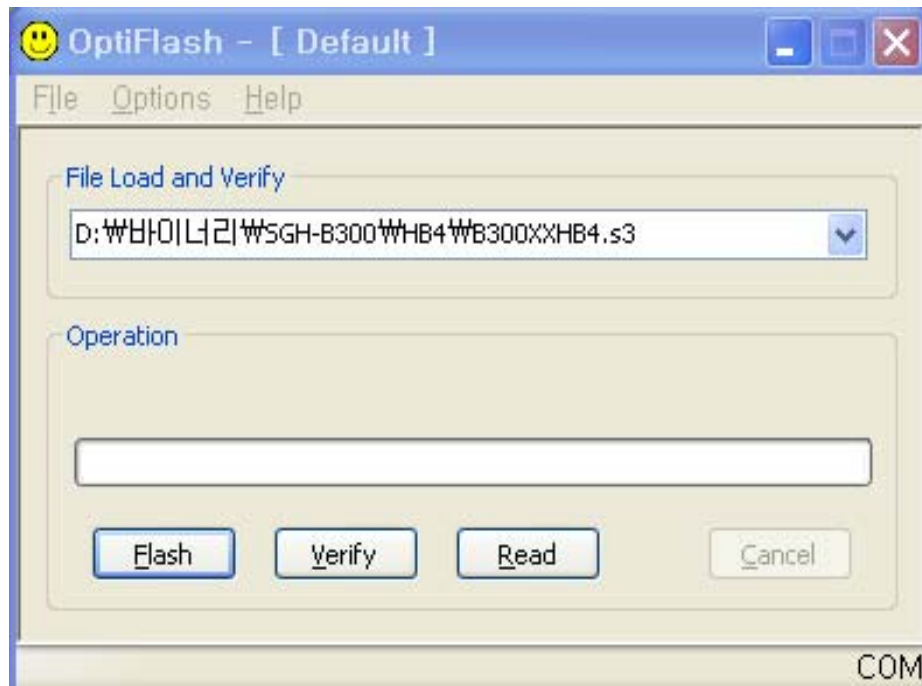 OptiFlash - [ Default ]
File Options Help
File Load and Verify
D:₩바이너리₩SGH-B300₩HB4₩B300XXHB4.s3
Operation
Flash Verify Read Cancel
COM